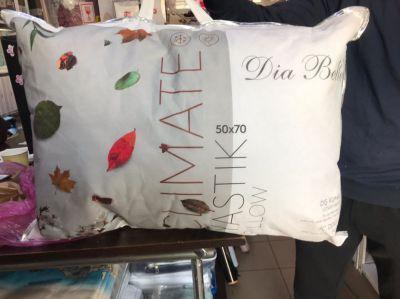 CLIMATE
YASTIK
PILLOW
50x70
Dia Bella